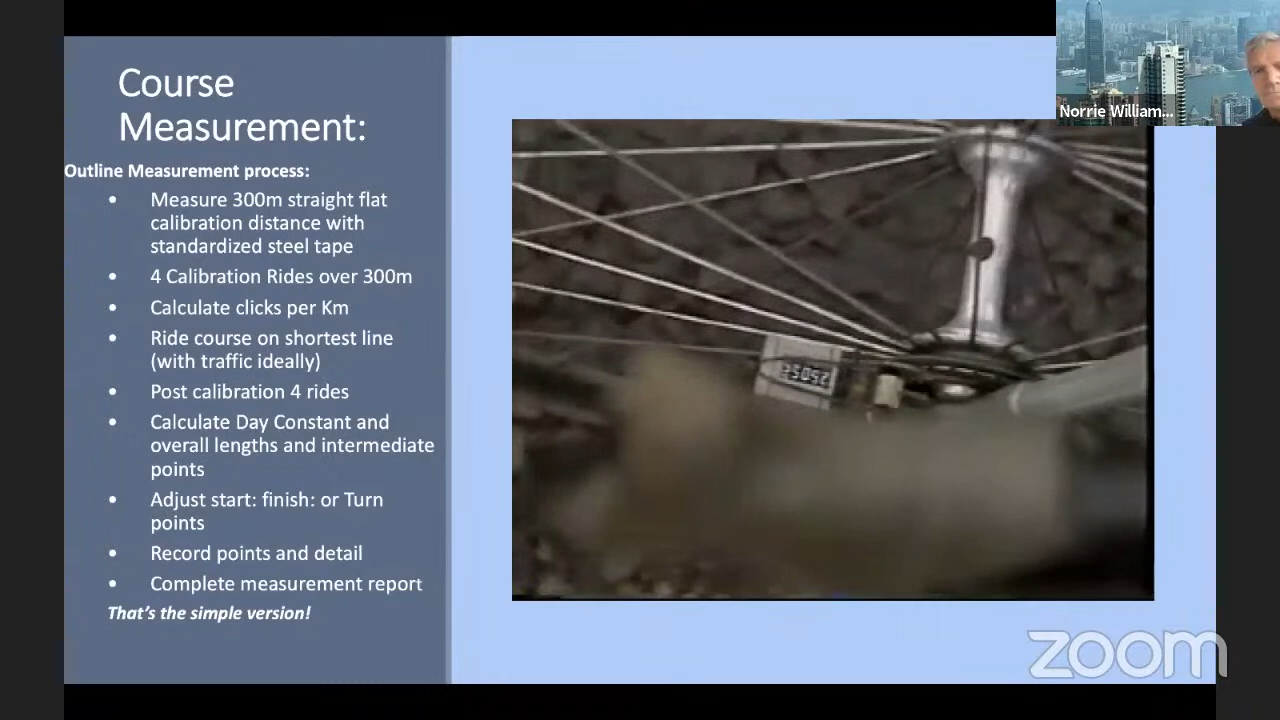 Course
Measurement:
Outline Measurement process:
• Measure 300m straight flat
calibration distance with
standardized steel tape
• 4 Calibration Rides over 300m
• Calculate clicks per Km
• Ride course on shortest line
(with traffic ideally)
• Post calibration 4 rides
• Calculate Day Constant and
overall lengths and intermediate
points
• Adjust start: finish: or Turn
points
• Record points and detail
• Complete measurement report
That's the simple version!
Norrie William...
zoom